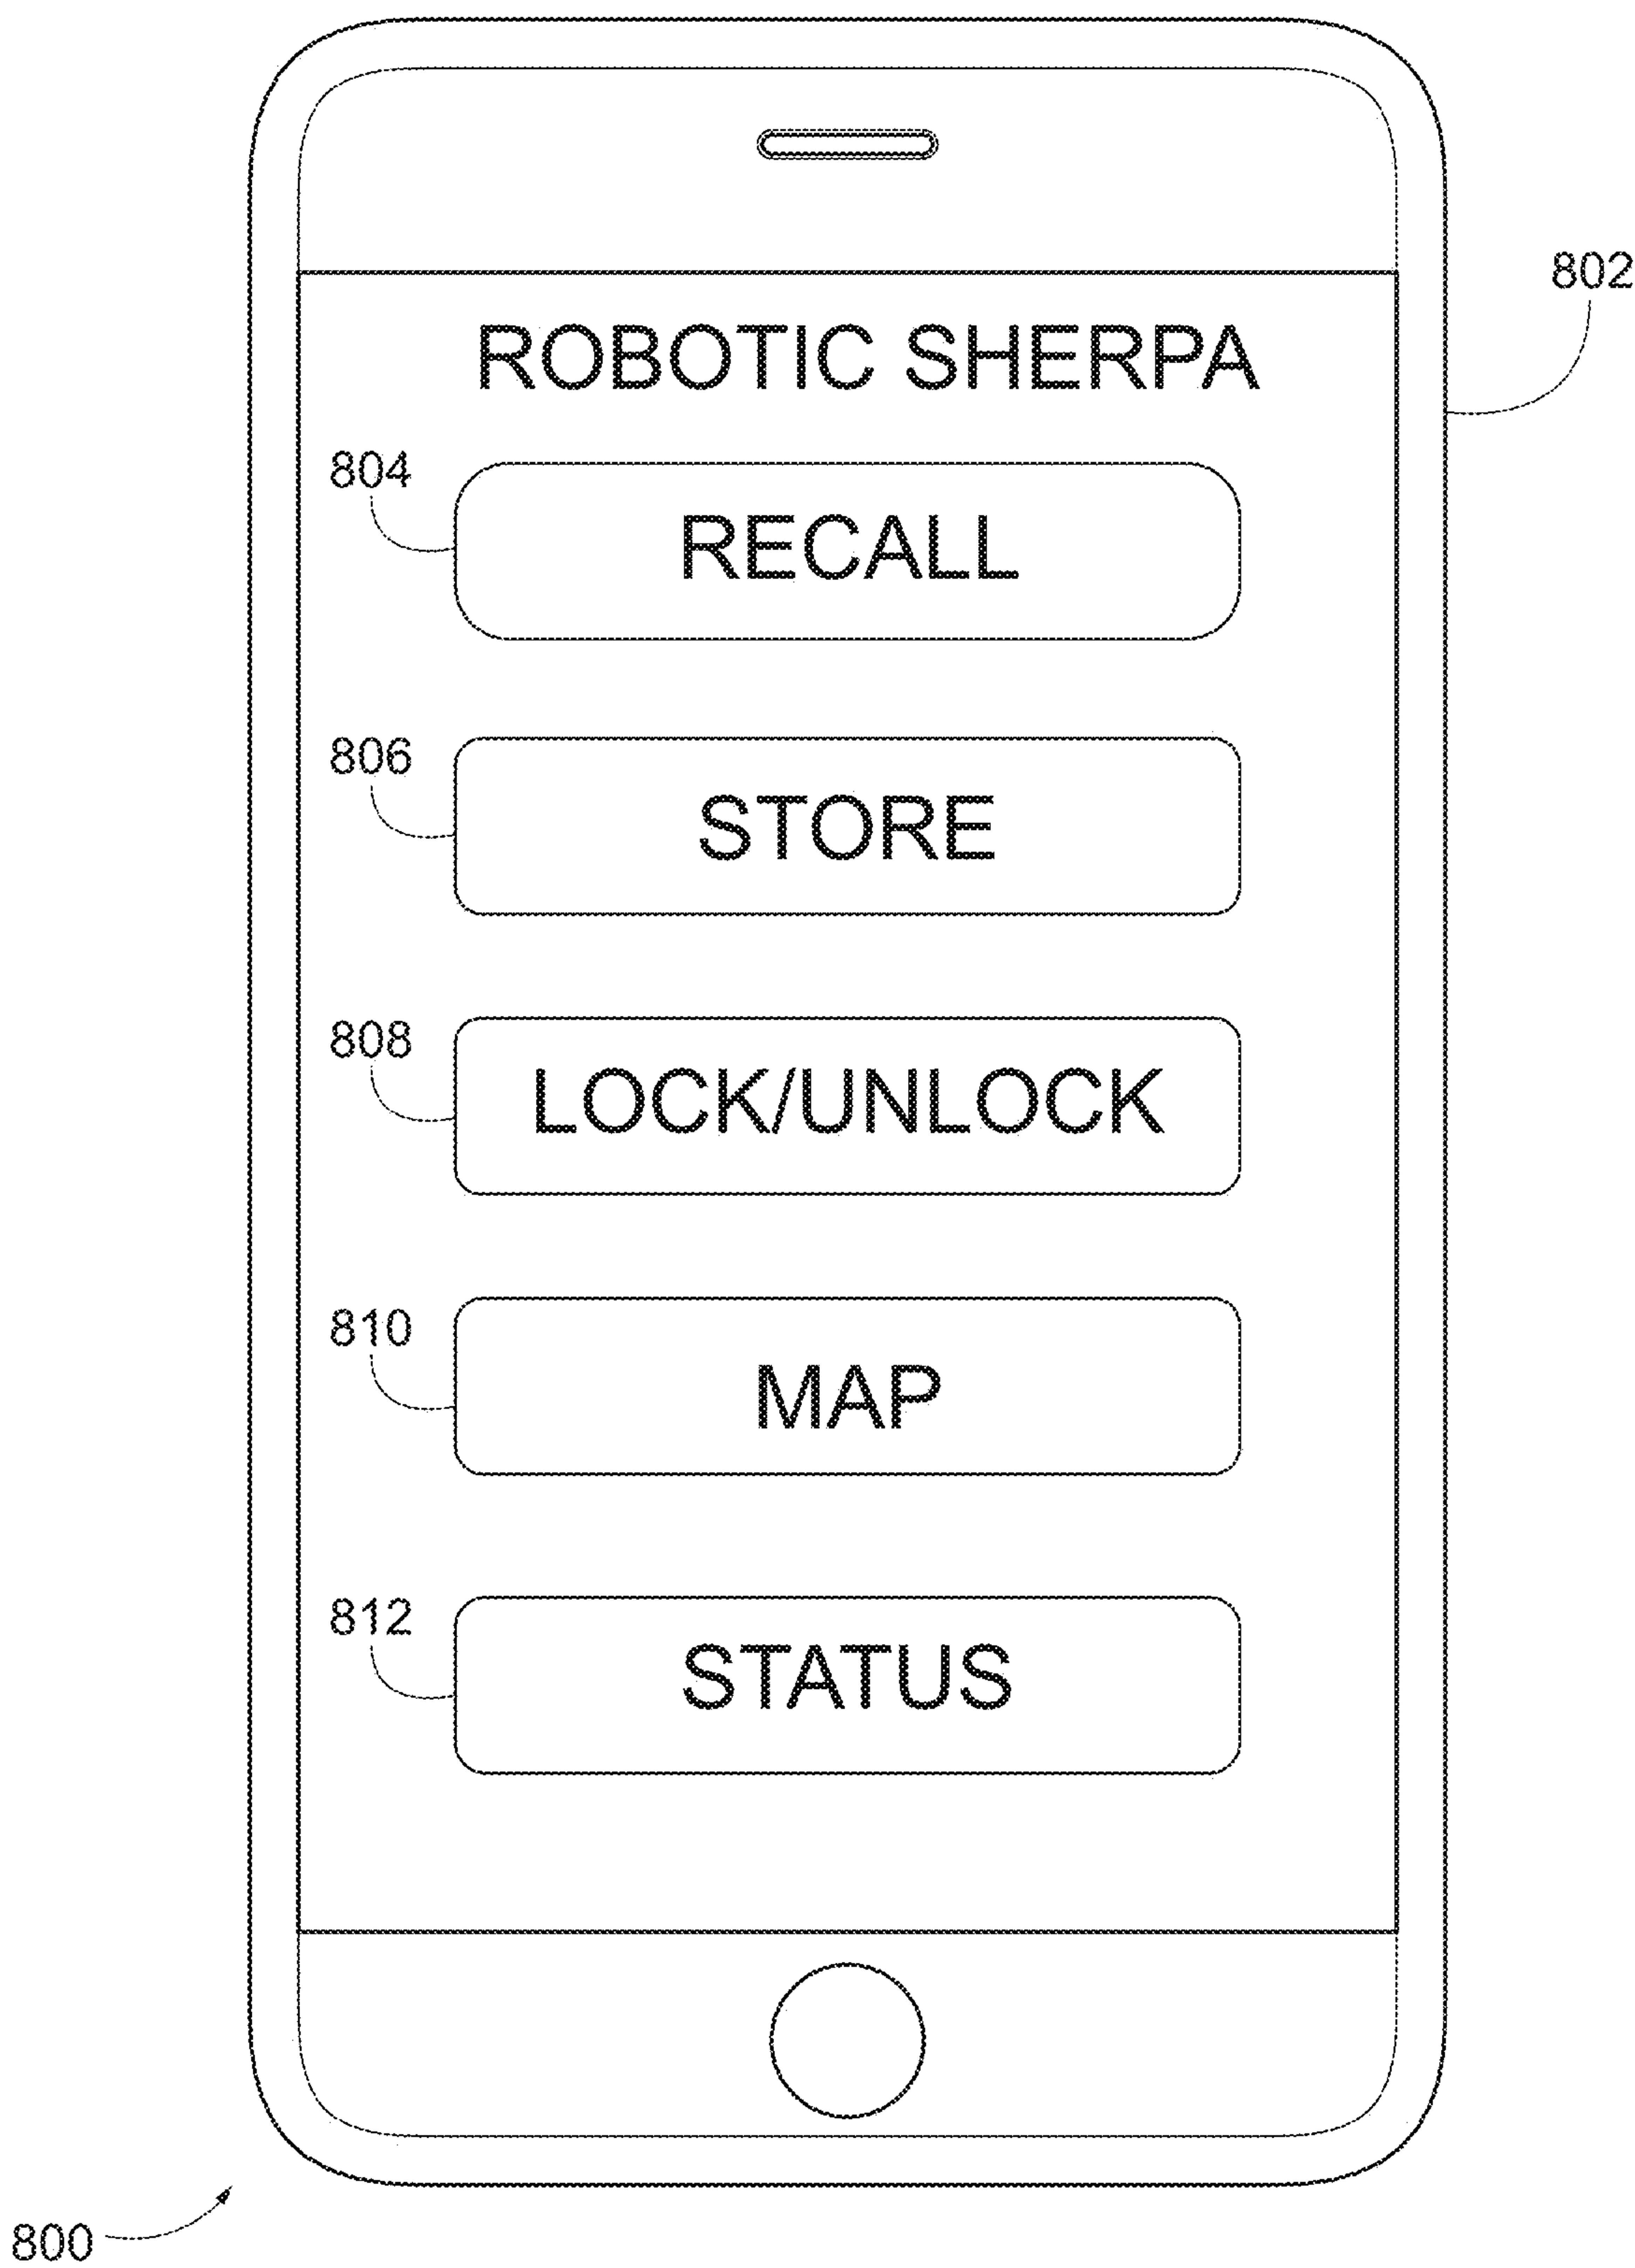 802
ROBOTIC SHERPA
804
RECALL
806
STORE
808
LOCK/UNLOCK
810
MAP
812
STATUS
800